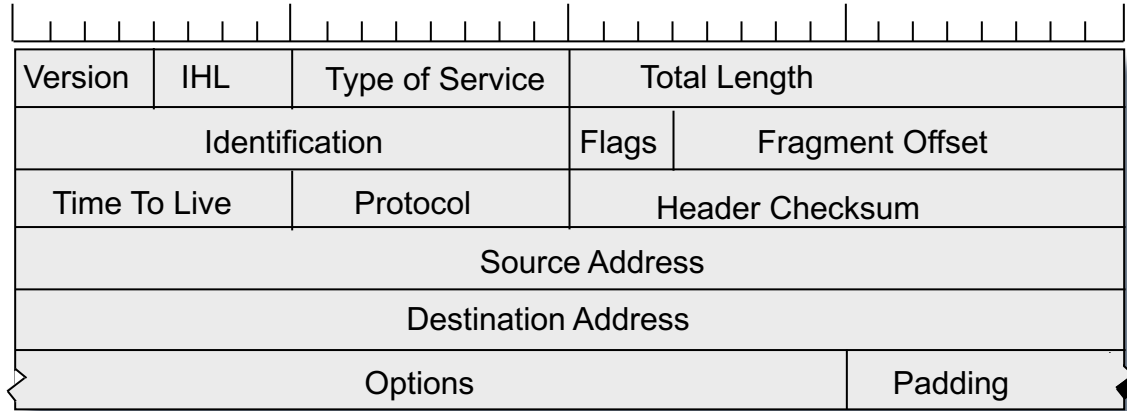 Version IHL Type of Service Total Length
Identification Flags Fragment Offset
Time To Live Protocol Header Checksum
Source Address
Destination Address
Options Padding